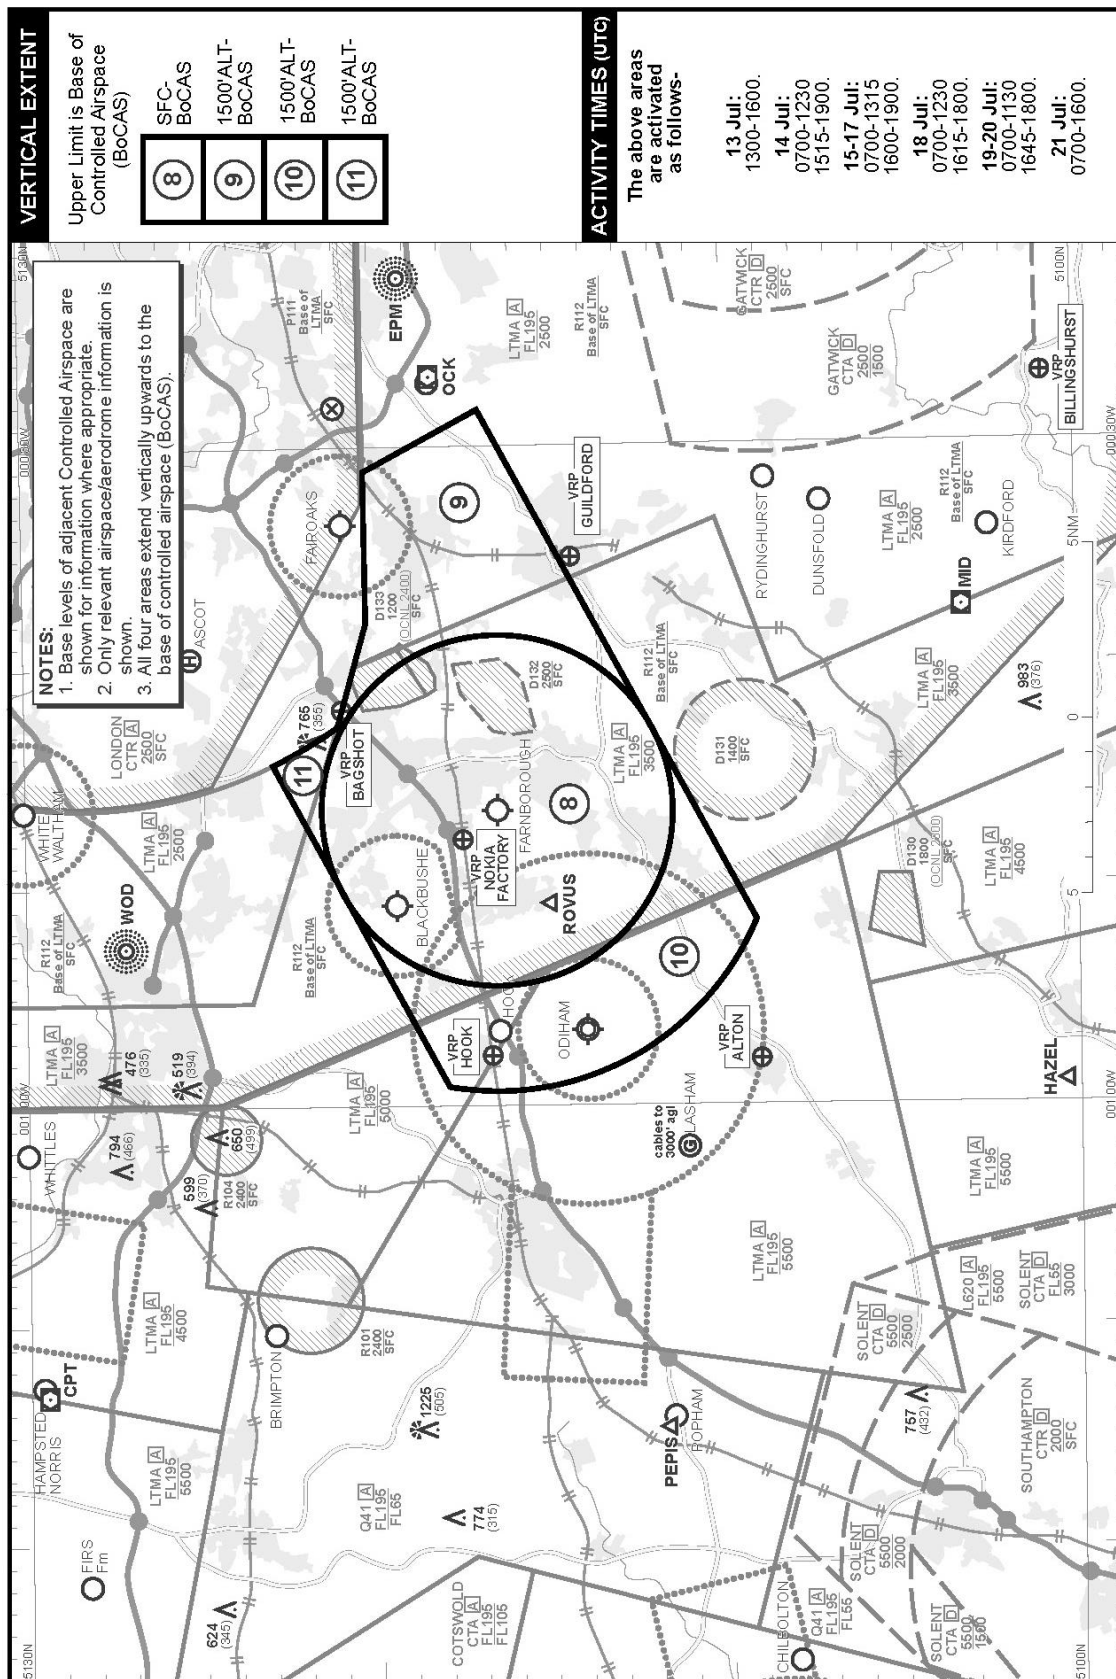 VERTICAL EXTENT
Upper Limit is Base of
Controlled Airspace
(BoCAS)
8
SFC-
BoCAS
9
1500'ALT-
BoCAS
10
1500'ALT-
BoCAS
11
1500'ALT-
BoCAS
ACTIVITY TIMES (UTC)
The above areas
are activated
as follows-
13 Jul:
1300-1600.
14 Jul:
0700-1230
1515-1900.
15-17 Jul:
0700-1315
1600-1900.
18 Jul:
0700-1230
1615-1800.
19-20 Jul:
0700-1130
1645-1800.
21 Jul:
0700-1600.
NOTES:
1. Base levels of adjacent Controlled Airspace are
shown for information where appropriate.
2. Only relevant airspace/aerodrome information is
shown.
3. All four areas extend vertically upwards to the
base of controlled airspace (BoCAS).
5130N
HAMPSTED
NORRIS
CPT
FIRS
Fm
LTMA A
FL195
5500
LTMA A
FL195
4500
WHITTLES
001 00W
794
(466)
476
(335)
519
(394)
599
(370)
650
(499)
R104
2400
SFC
LTMA A
FL195
3500
R112
Base of LTMA
SFC
WHITE
WALTHAM
WOD
LTMA A
FL195
2500
R112
Base of LTMA
SFC
LONDON
CTR A
2500
SFC
H ASCOT
000 30W
5130N
P111
Base of
LTMA
SFC
FAIROAKS
EPM
OCK
LTMA A
FL195
2500
R112
Base of LTMA
SFC
624
(345)
BRIMPTON
R101
2400
SFC
1225
(505)
Q41 A
FL195
FL65
774
(315)
COTSWOLD
CTA A
FL195
FL105
LTMA A
FL195
5000
11
765
(355)
VRP
BAGSHOT
D133
1200
SFC
(OCNL 2400)
9
BLACKBUSHE
VRP
NOKIA
FACTORY
FARNBOROUGH
D132
2500
SFC
VRP
GUILDFORD
VRP
HOOK
HOOK
ROVUS
8
ODIHAM
10
LTMA A
FL195
3500
R112
Base of LTMA
SFC
cables to
3000' agl
G LASHAM
VRP
ALTON
D131
1400
SFC
PEPIS
POPHAM
LTMA A
FL195
5500
RYDINGHURST
DUNSFOLD
GATWICK
CTR D
2500
SFC
GATWICK
CTA D
2500
1500
LTMA A
FL195
2500
R112
Base of LTMA
SFC
KIRDFORD
MID
LTMA A
FL195
3500
VRP
BILLINGSHURST
D130
1800
SFC
LTMA A
FL195
4500
983
(376)
HAZEL
LTMA A
FL195
5500
CHILBOLTON
Q41 A
FL195
FL55
SOLENT
CTA D
5500
2000
SOLENT
CTA D
5500
2500
757
(432)
L620 A
FL195
5500
SOLENT
CTA D
FL55
3000
SOLENT
CTA D
5500
1500
SOUTHAMPTON
CTR D
2000
SFC
5100N
001 00W
5
0
5NM
000 30W
5100N